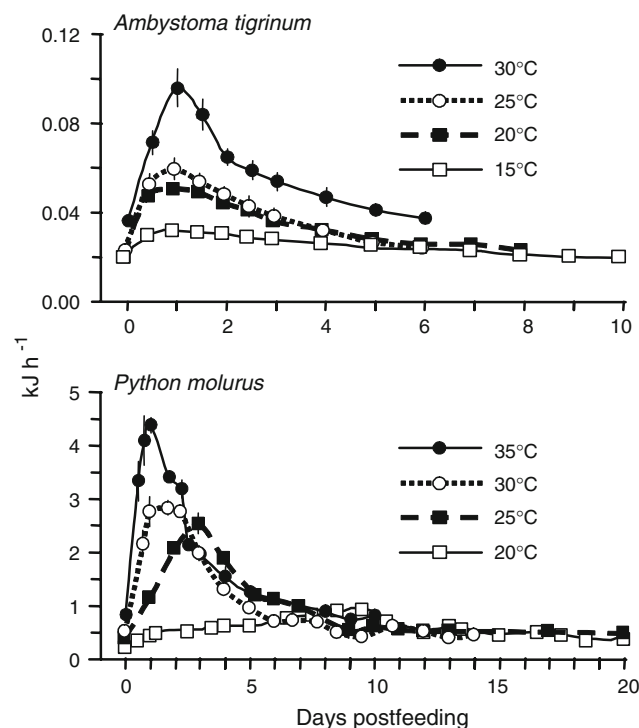 Ambystoma tigrinum
0.12
0.08
0.04
0.00
30°C
25°C
20°C
15°C
0 2 4 6 8 10
kJ h-1
Python molurus
5
4
3
2
1
0
35°C
30°C
25°C
20°C
0 5 10 15 20
Days postfeeding